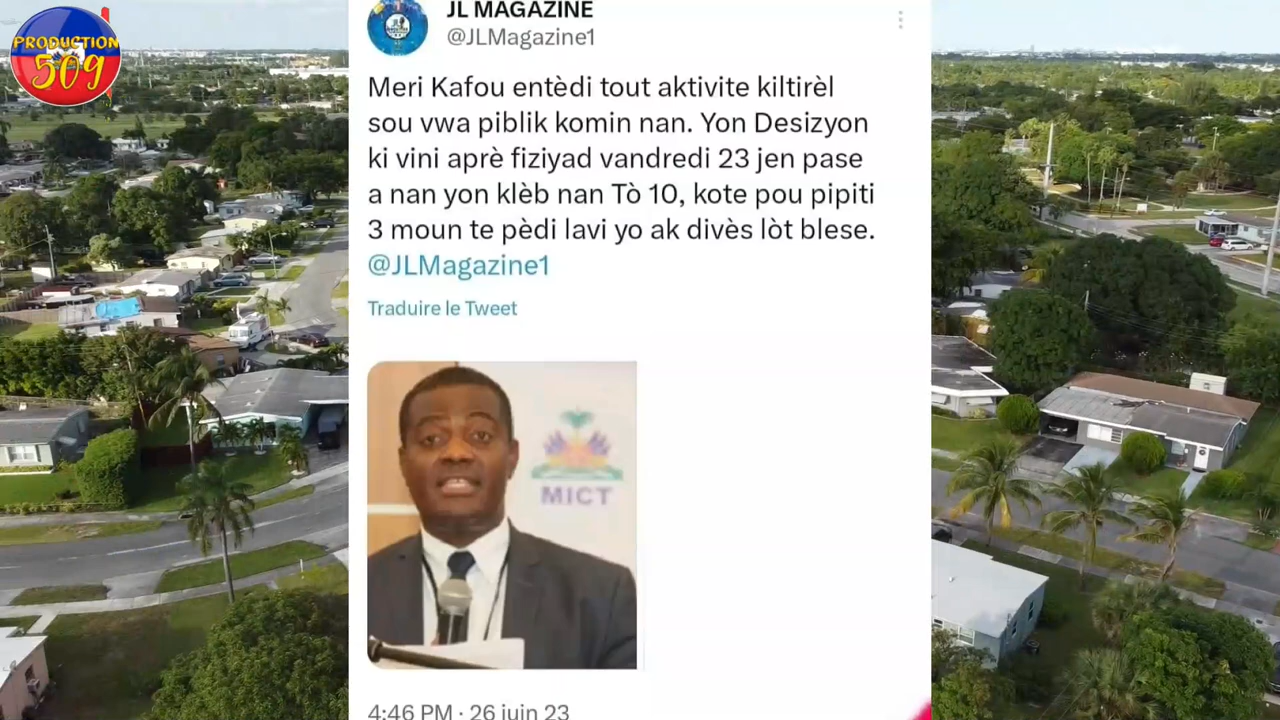 PRODUCTION
509
JL MAGAZINE
@JLMagazine1
Meri Kafou entèdi tout aktivite kiltirèl
sou vwa piblik komin nan. Yon Desizyon
ki vini aprè fiziyad vandredi 23 jen pase
a nan yon klèb nan Tò 10, kote pou pipiti
3 moun te pèdi lavi yo ak divès lòt blese.
@JLMagazine1
Traduire le Tweet
MICT
4:46 PM · 26 juin 23